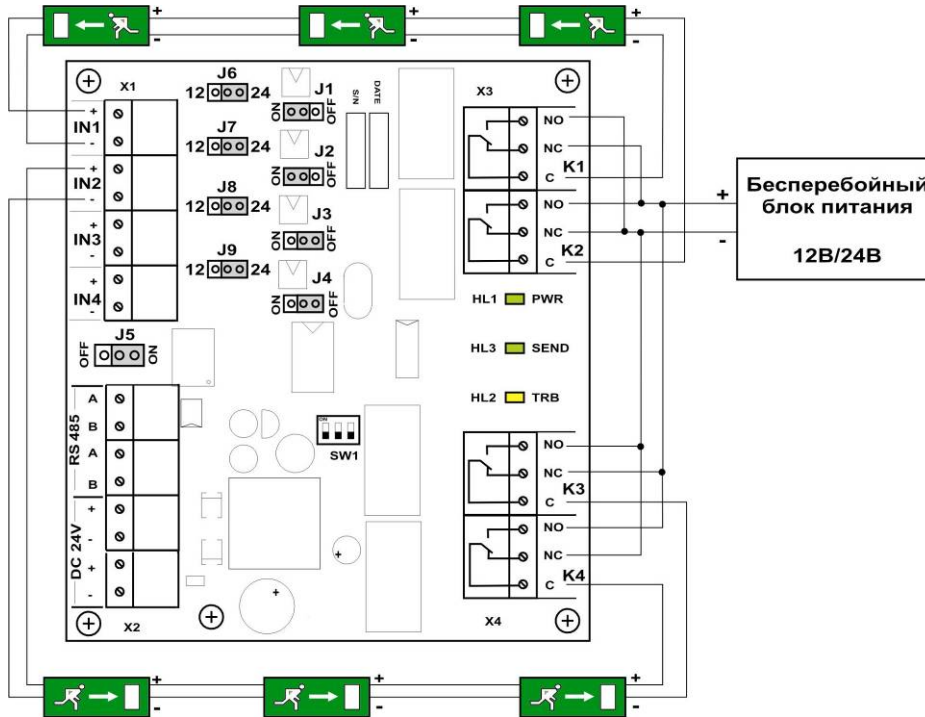 + + +
- - -
X1
J6
12 24
J7
12 24
J8
12 24
J9
12 24
J1
ON OFF
J2
ON OFF
J3
ON OFF
J4
ON OFF
S/N
DATE
+
IN1
-
+
IN2
-
+
IN3
-
+
IN4
-
J5
OFF ON
RS 485
A
B
A
B
DC 24V
+
-
+
-
X2
ON
SW1
+
+
X3
NO
NC
K1
C
NO
NC
K2
C
HL1 PWR
HL3 SEND
HL2 TRB
NO
NC
K3
C
NO
NC
K4
C
X4
+
-
Бесперебойный
блок питания
12В/24В
+ + +
- - -